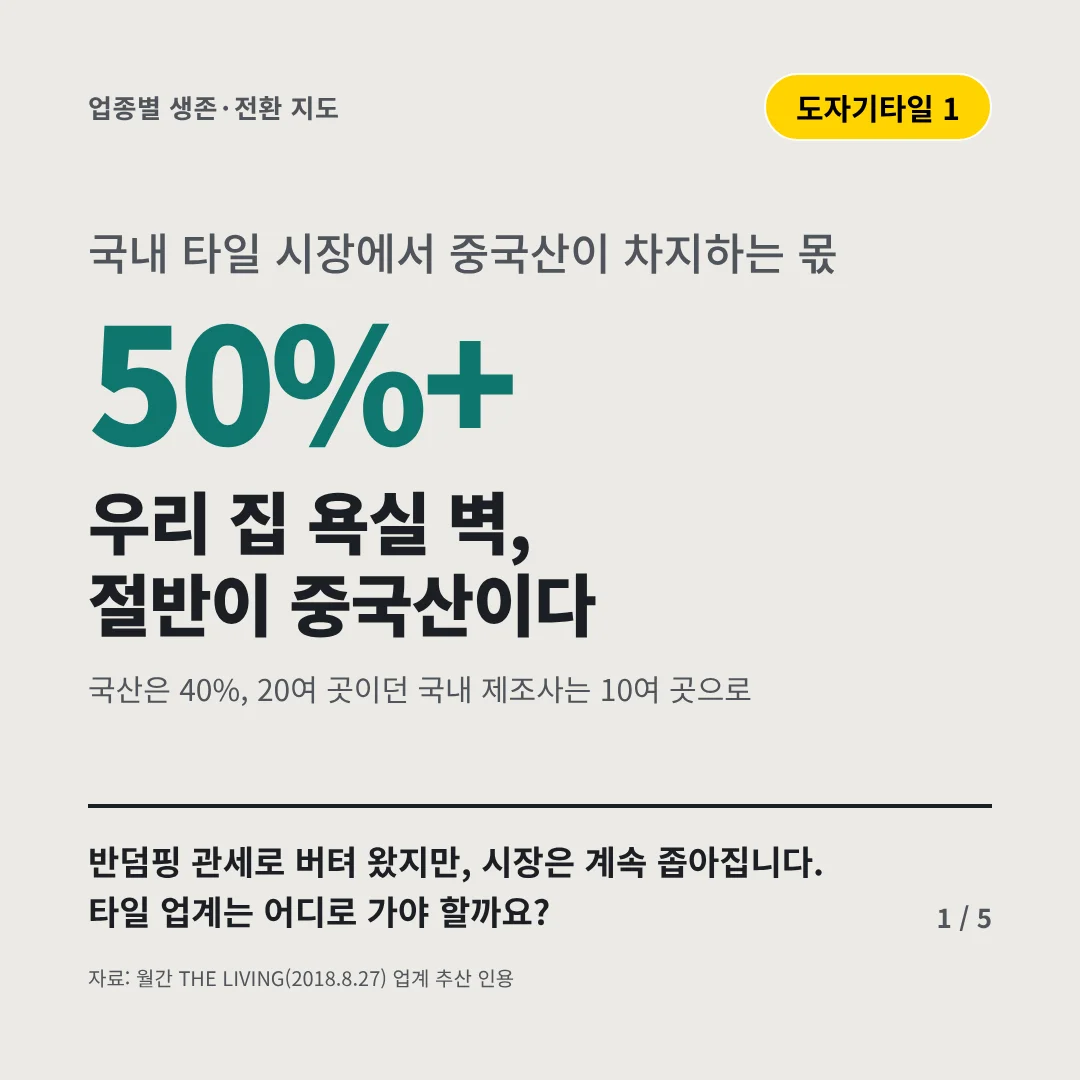 업종별 생존·전환 지도
도자기타일 1
국내 타일 시장에서 중국산이 차지하는 몫
50%+
우리 집 욕실 벽,
절반이 중국산이다
국산은 40%, 20여 곳이던 국내 제조사는 10여 곳으로
반덤핑 관세로 버텨 왔지만, 시장은 계속 좁아집니다.
타일 업계는 어디로 가야 할까요?
1 / 5
자료: 월간 THE LIVING(2018.8.27) 업계 추산 인용